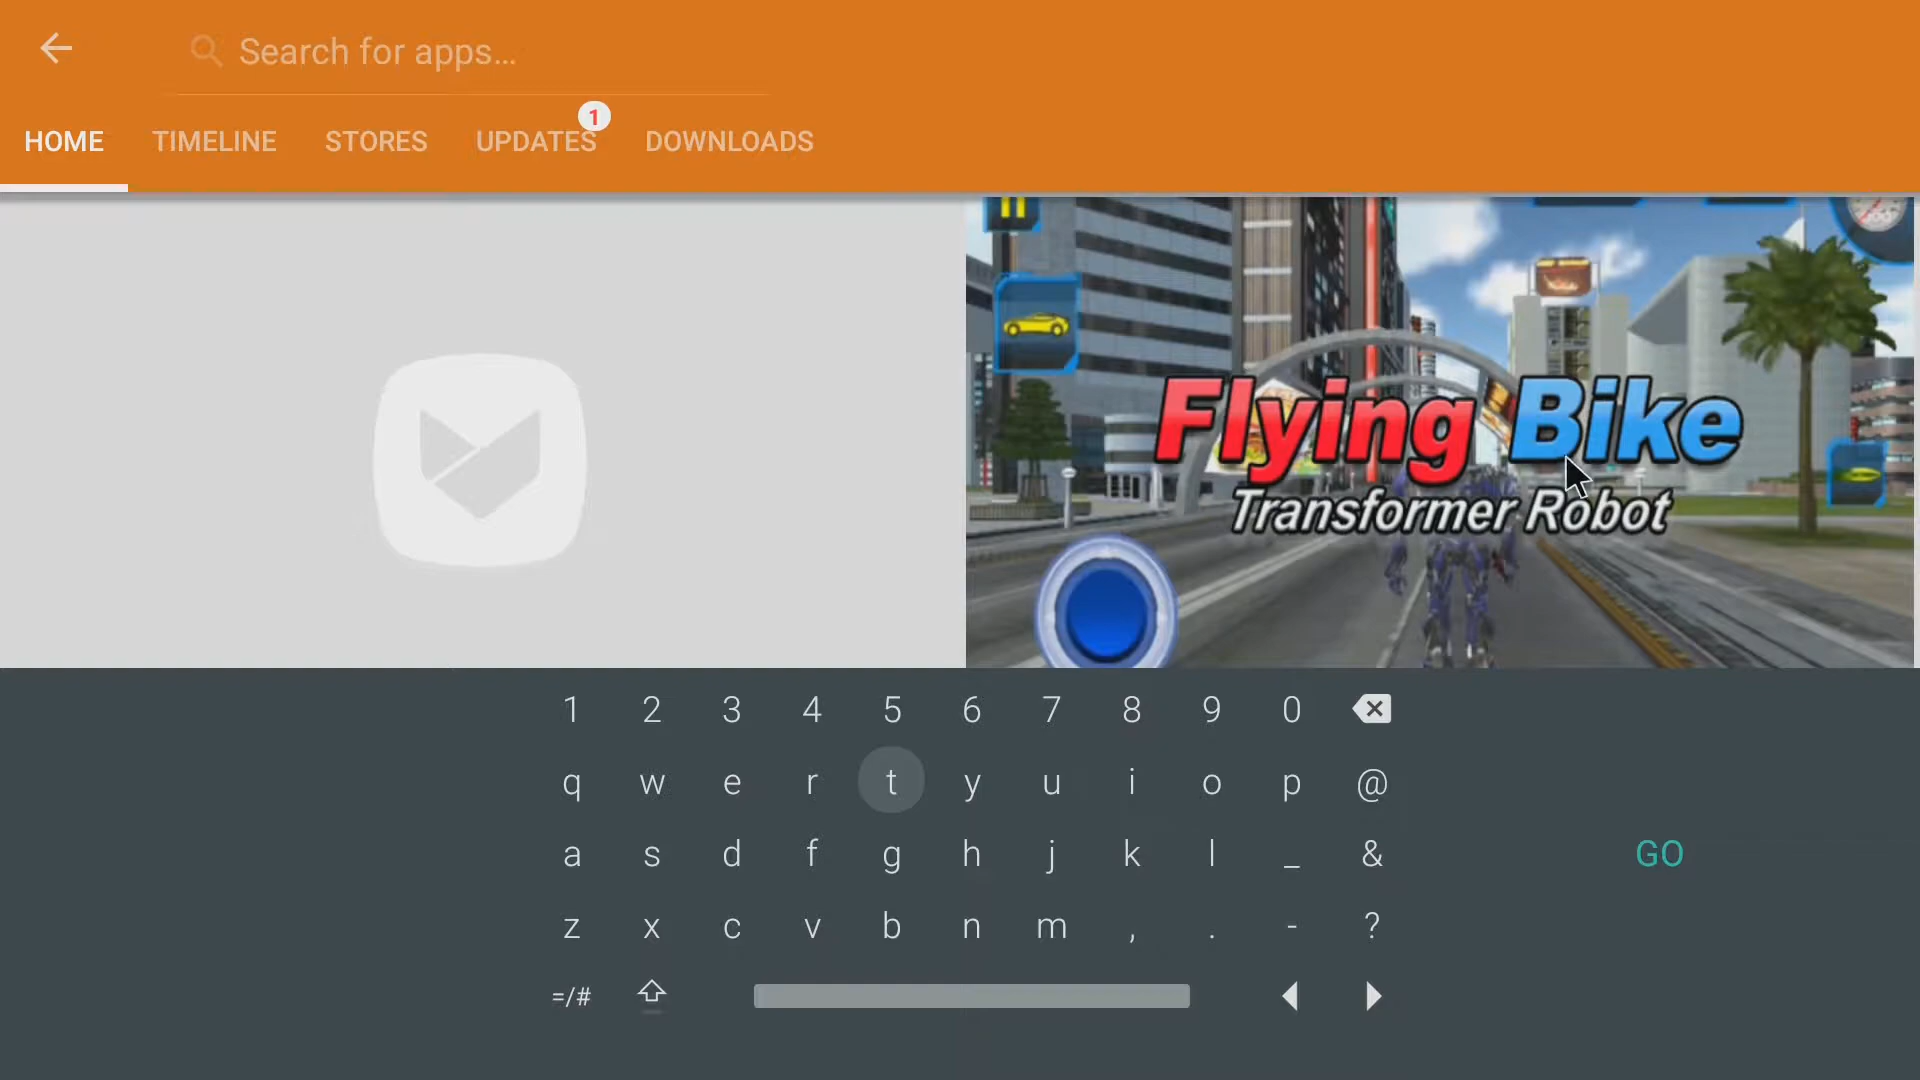 Search for apps...
HOME TIMELINE STORES UPDATES 1 DOWNLOADS
Flying Bike
Transformer Robot
1 2 3 4 5 6 7 8 9 0
q w e r t y u i o p @
a s d f g h j k l _ & GO
z x c v b n m , . - ?
=/#